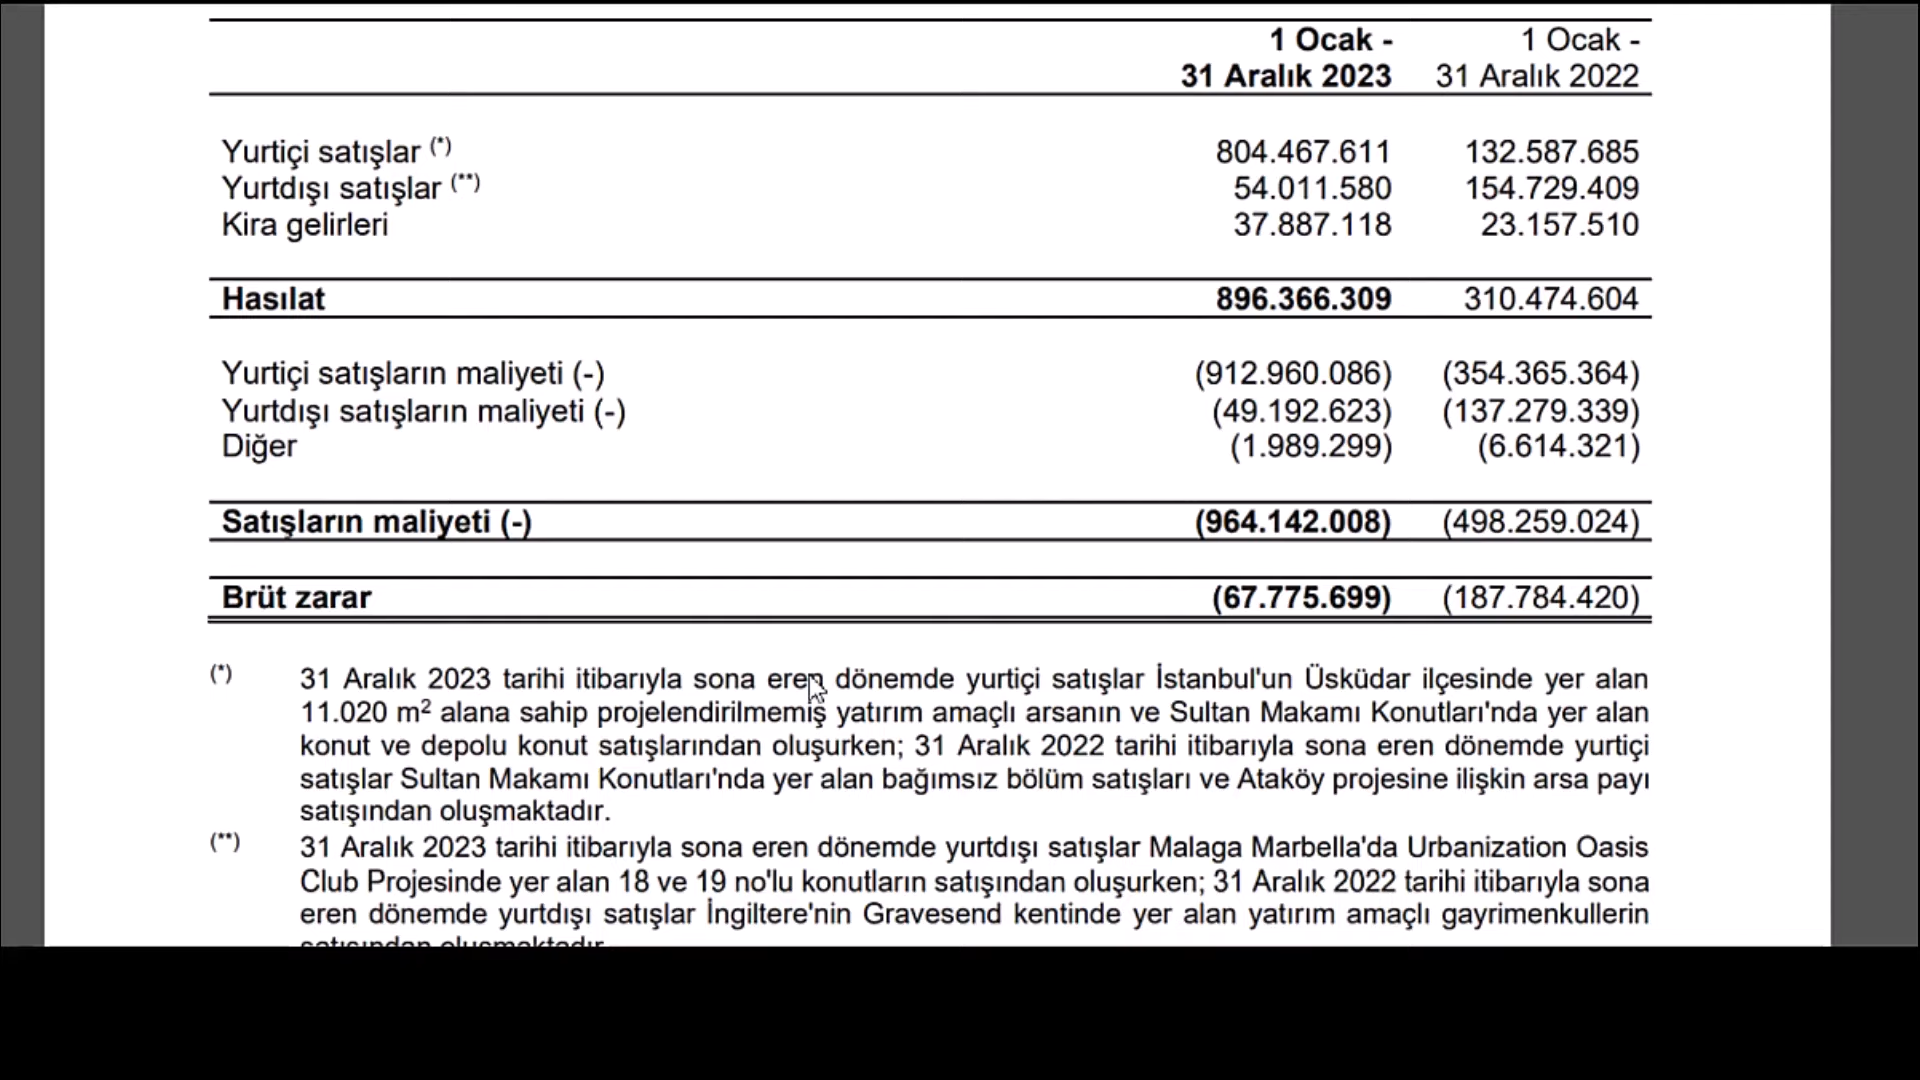 1 Ocak - 1 Ocak -
31 Aralık 2023 31 Aralık 2022
Yurtiçi satışlar (*) 804.467.611 132.587.685
Yurtdışı satışlar (**) 54.011.580 154.729.409
Kira gelirleri 37.887.118 23.157.510
Hasılat 896.366.309 310.474.604
Yurtiçi satışların maliyeti (-) (912.960.086) (354.365.364)
Yurtdışı satışların maliyeti (-) (49.192.623) (137.279.339)
Diğer (1.989.299) (6.614.321)
Satışların maliyeti (-) (964.142.008) (498.259.024)
Brüt zarar (67.775.699) (187.784.420)
(*) 31 Aralık 2023 tarihi itibarıyla sona eren dönemde yurtiçi satışlar İstanbul'un Üsküdar ilçesinde yer alan
11.020 m² alana sahip projelendirilmemiş yatırım amaçlı arsanın ve Sultan Makamı Konutları'nda yer alan
konut ve depolu konut satışlarından oluşurken; 31 Aralık 2022 tarihi itibarıyla sona eren dönemde yurtiçi
satışlar Sultan Makamı Konutları'nda yer alan bağımsız bölüm satışları ve Ataköy projesine ilişkin arsa payı
satışından oluşmaktadır.
(**) 31 Aralık 2023 tarihi itibarıyla sona eren dönemde yurtdışı satışlar Malaga Marbella'da Urbanization Oasis
Club Projesinde yer alan 18 ve 19 no'lu konutların satışından oluşurken; 31 Aralık 2022 tarihi itibarıyla sona
eren dönemde yurtdışı satışlar İngiltere'nin Gravesend kentinde yer alan yatırım amaçlı gayrimenkullerin
satışından oluşmaktadır.